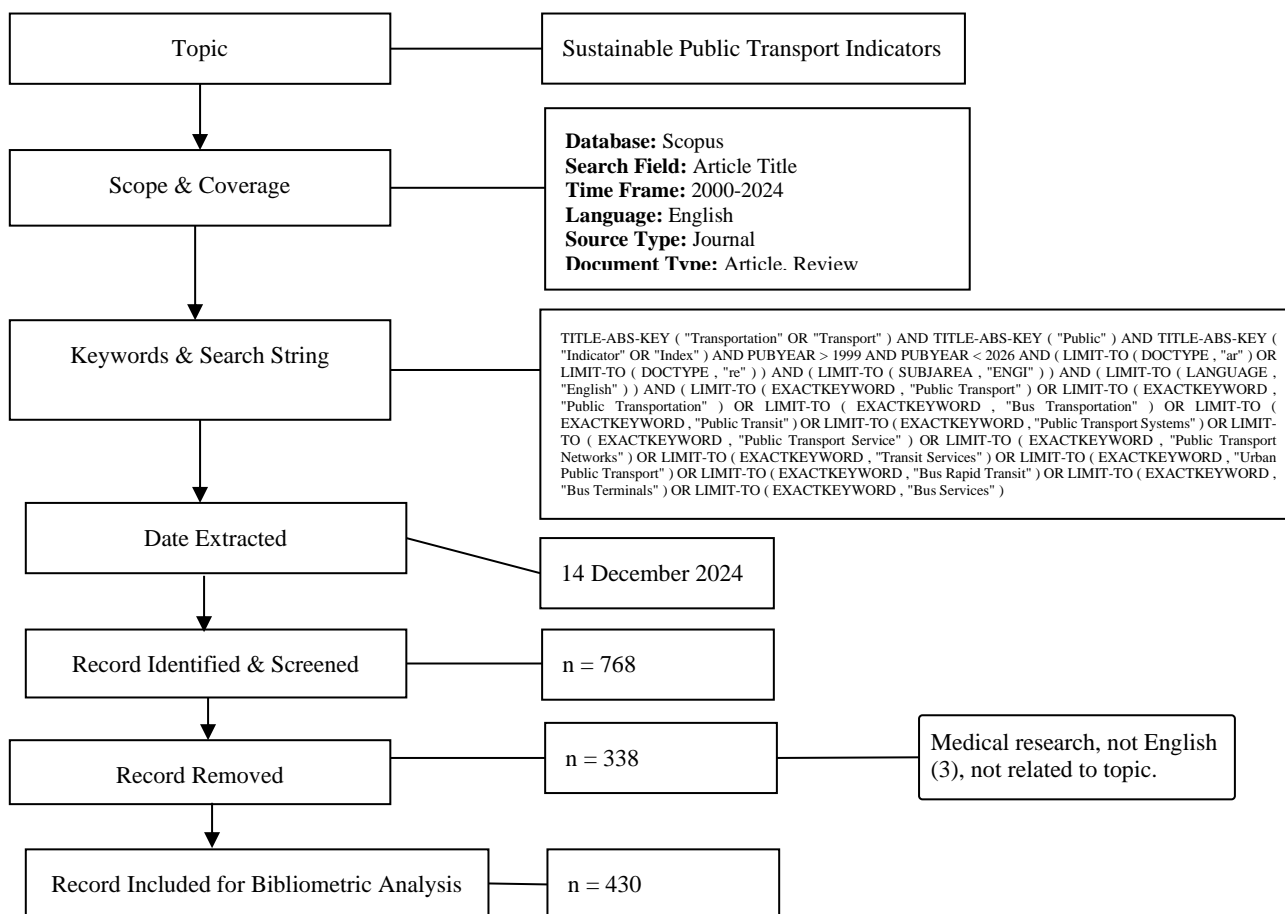 Topic
Sustainable Public Transport Indicators
Scope & Coverage
Database: Scopus
Search Field: Article Title
Time Frame: 2000-2024
Language: English
Source Type: Journal
Document Type: Article, Review
Keywords & Search String
TITLE-ABS-KEY ( "Transportation" OR "Transport" ) AND TITLE-ABS-KEY ( "Public" ) AND TITLE-ABS-KEY (
"Indicator" OR "Index" ) AND PUBYEAR > 1999 AND PUBYEAR < 2026 AND ( LIMIT-TO ( DOCTYPE , "ar" ) OR
LIMIT-TO ( DOCTYPE , "re" ) ) AND ( LIMIT-TO ( SUBJAREA , "ENGI" ) ) AND ( LIMIT-TO ( LANGUAGE ,
"English" ) ) AND ( LIMIT-TO ( EXACTKEYWORD , "Public Transport" ) OR LIMIT-TO ( EXACTKEYWORD ,
"Public Transportation" ) OR LIMIT-TO ( EXACTKEYWORD , "Bus Transportation" ) OR LIMIT-TO (
EXACTKEYWORD , "Public Transit" ) OR LIMIT-TO ( EXACTKEYWORD , "Public Transport Systems" ) OR LIMIT-
TO ( EXACTKEYWORD , "Public Transport Service" ) OR LIMIT-TO ( EXACTKEYWORD , "Public Transport
Networks" ) OR LIMIT-TO ( EXACTKEYWORD , "Transit Services" ) OR LIMIT-TO ( EXACTKEYWORD , "Urban
Public Transport" ) OR LIMIT-TO ( EXACTKEYWORD , "Bus Rapid Transit" ) OR LIMIT-TO ( EXACTKEYWORD ,
"Bus Terminals" ) OR LIMIT-TO ( EXACTKEYWORD , "Bus Services" )
Date Extracted
14 December 2024
Record Identified & Screened
n = 768
Record Removed
n = 338
Medical research, not English
(3), not related to topic.
Record Included for Bibliometric Analysis
n = 430